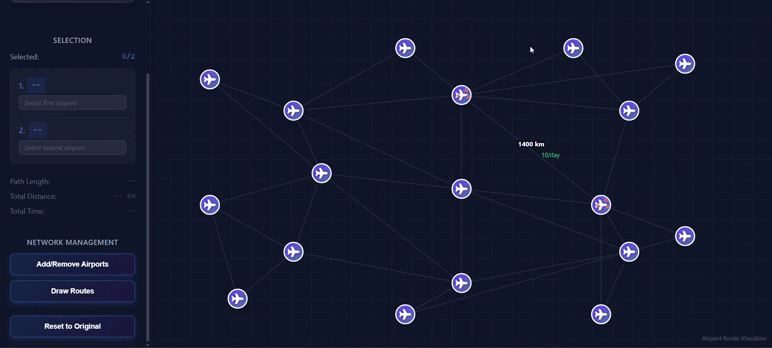 SELECTION
Selected: 0/2
1. --
Select first airport
2. --
Select second airport
Path Length: --
Total Distance: -- km
Total Time: --
NETWORK MANAGEMENT
Add/Remove Airports
Draw Routes
Reset to Original
1400 km
10/day
Airport Route Visualizer